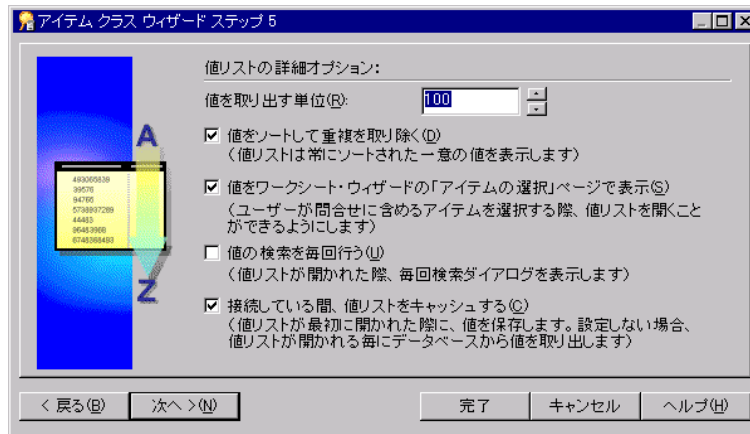 アイテム クラス ウィザード ステップ 5
値リストの詳細オプション:
値を取り出す単位(R):
100
値をソートして重複を取り除く(D)
(値リストは常にソートされた一意の値を表示します)
値をワークシート・ウィザードの「アイテムの選択」ページで表示(S)
(ユーザーが問合せに含めるアイテムを選択する際、値リストを開くこと
ができるようにします)
値の検索を毎回行う(U)
(値リストが開かれた際、毎回検索ダイアログを表示します)
接続している間、値リストをキャッシュする(C)
(値リストが最初に開かれた際に、値を保存します。設定しない場合、
値リストが開かれる毎にデータベースから値を取り出します)
A
493065839
39576
94766
5738937289
44483
86483968
6748368493
Z
< 戻る(B)
次へ >(N)
完了
キャンセル
ヘルプ(H)